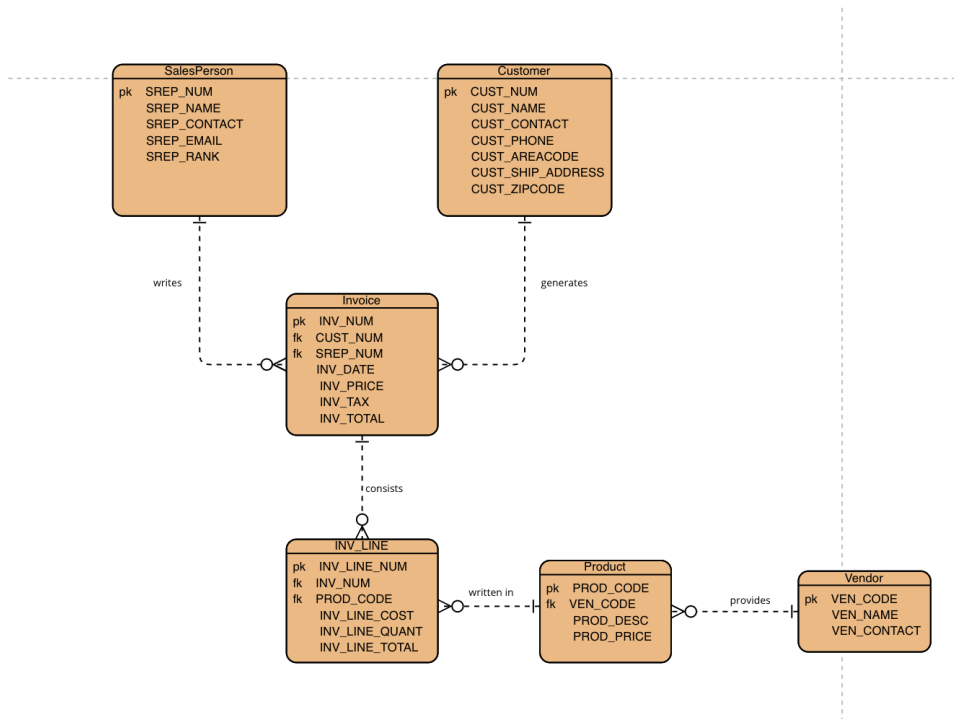 SalesPerson
pk SREP_NUM
SREP_NAME
SREP_CONTACT
SREP_EMAIL
SREP_RANK
Customer
pk CUST_NUM
CUST_NAME
CUST_CONTACT
CUST_PHONE
CUST_AREACODE
CUST_SHIP_ADDRESS
CUST_ZIPCODE
writes
generates
Invoice
pk INV_NUM
fk CUST_NUM
fk SREP_NUM
INV_DATE
INV_PRICE
INV_TAX
INV_TOTAL
consists
INV_LINE
pk INV_LINE_NUM
fk INV_NUM
fk PROD_CODE
INV_LINE_COST
INV_LINE_QUANT
INV_LINE_TOTAL
written in
Product
pk PROD_CODE
fk VEN_CODE
PROD_DESC
PROD_PRICE
provides
Vendor
pk VEN_CODE
VEN_NAME
VEN_CONTACT